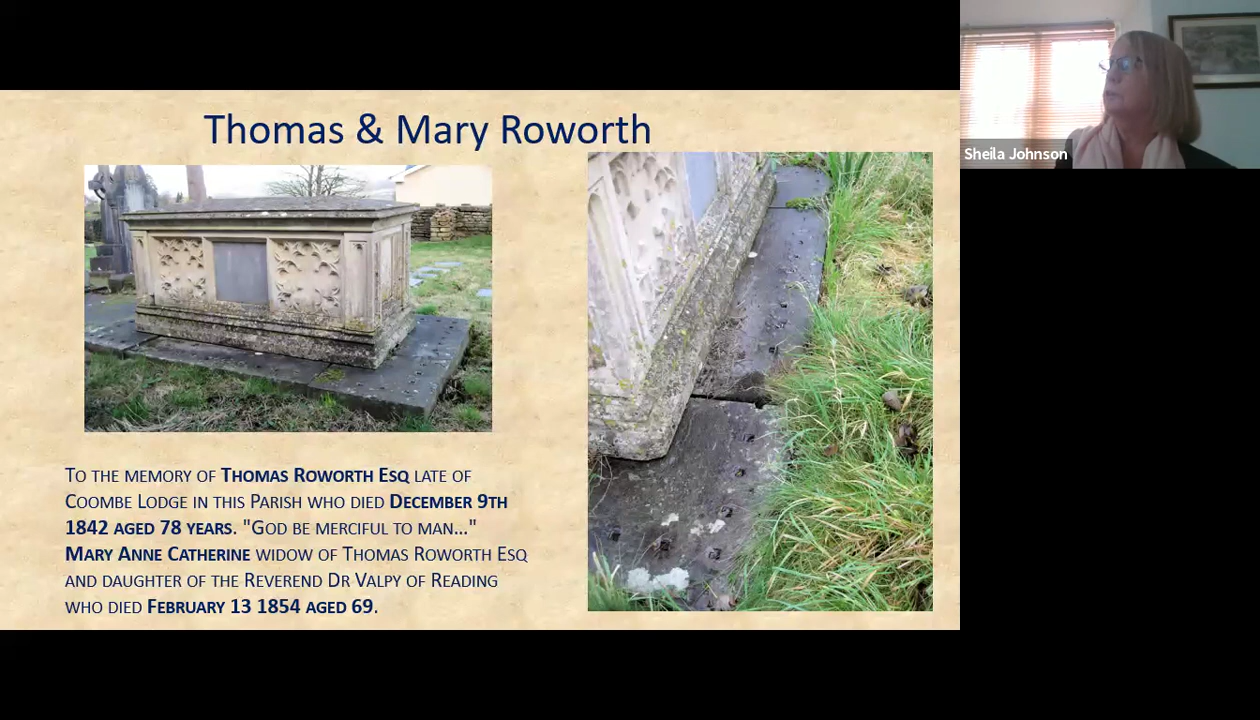 Thomas & Mary Roworth
Sheila Johnson
To the memory of Thomas Roworth Esq late of
Coombe Lodge in this Parish who died December 9th
1842 aged 78 years. "God be merciful to man..."
Mary Anne Catherine widow of Thomas Roworth Esq
and daughter of the Reverend Dr Valpy of Reading
who died February 13 1854 aged 69.